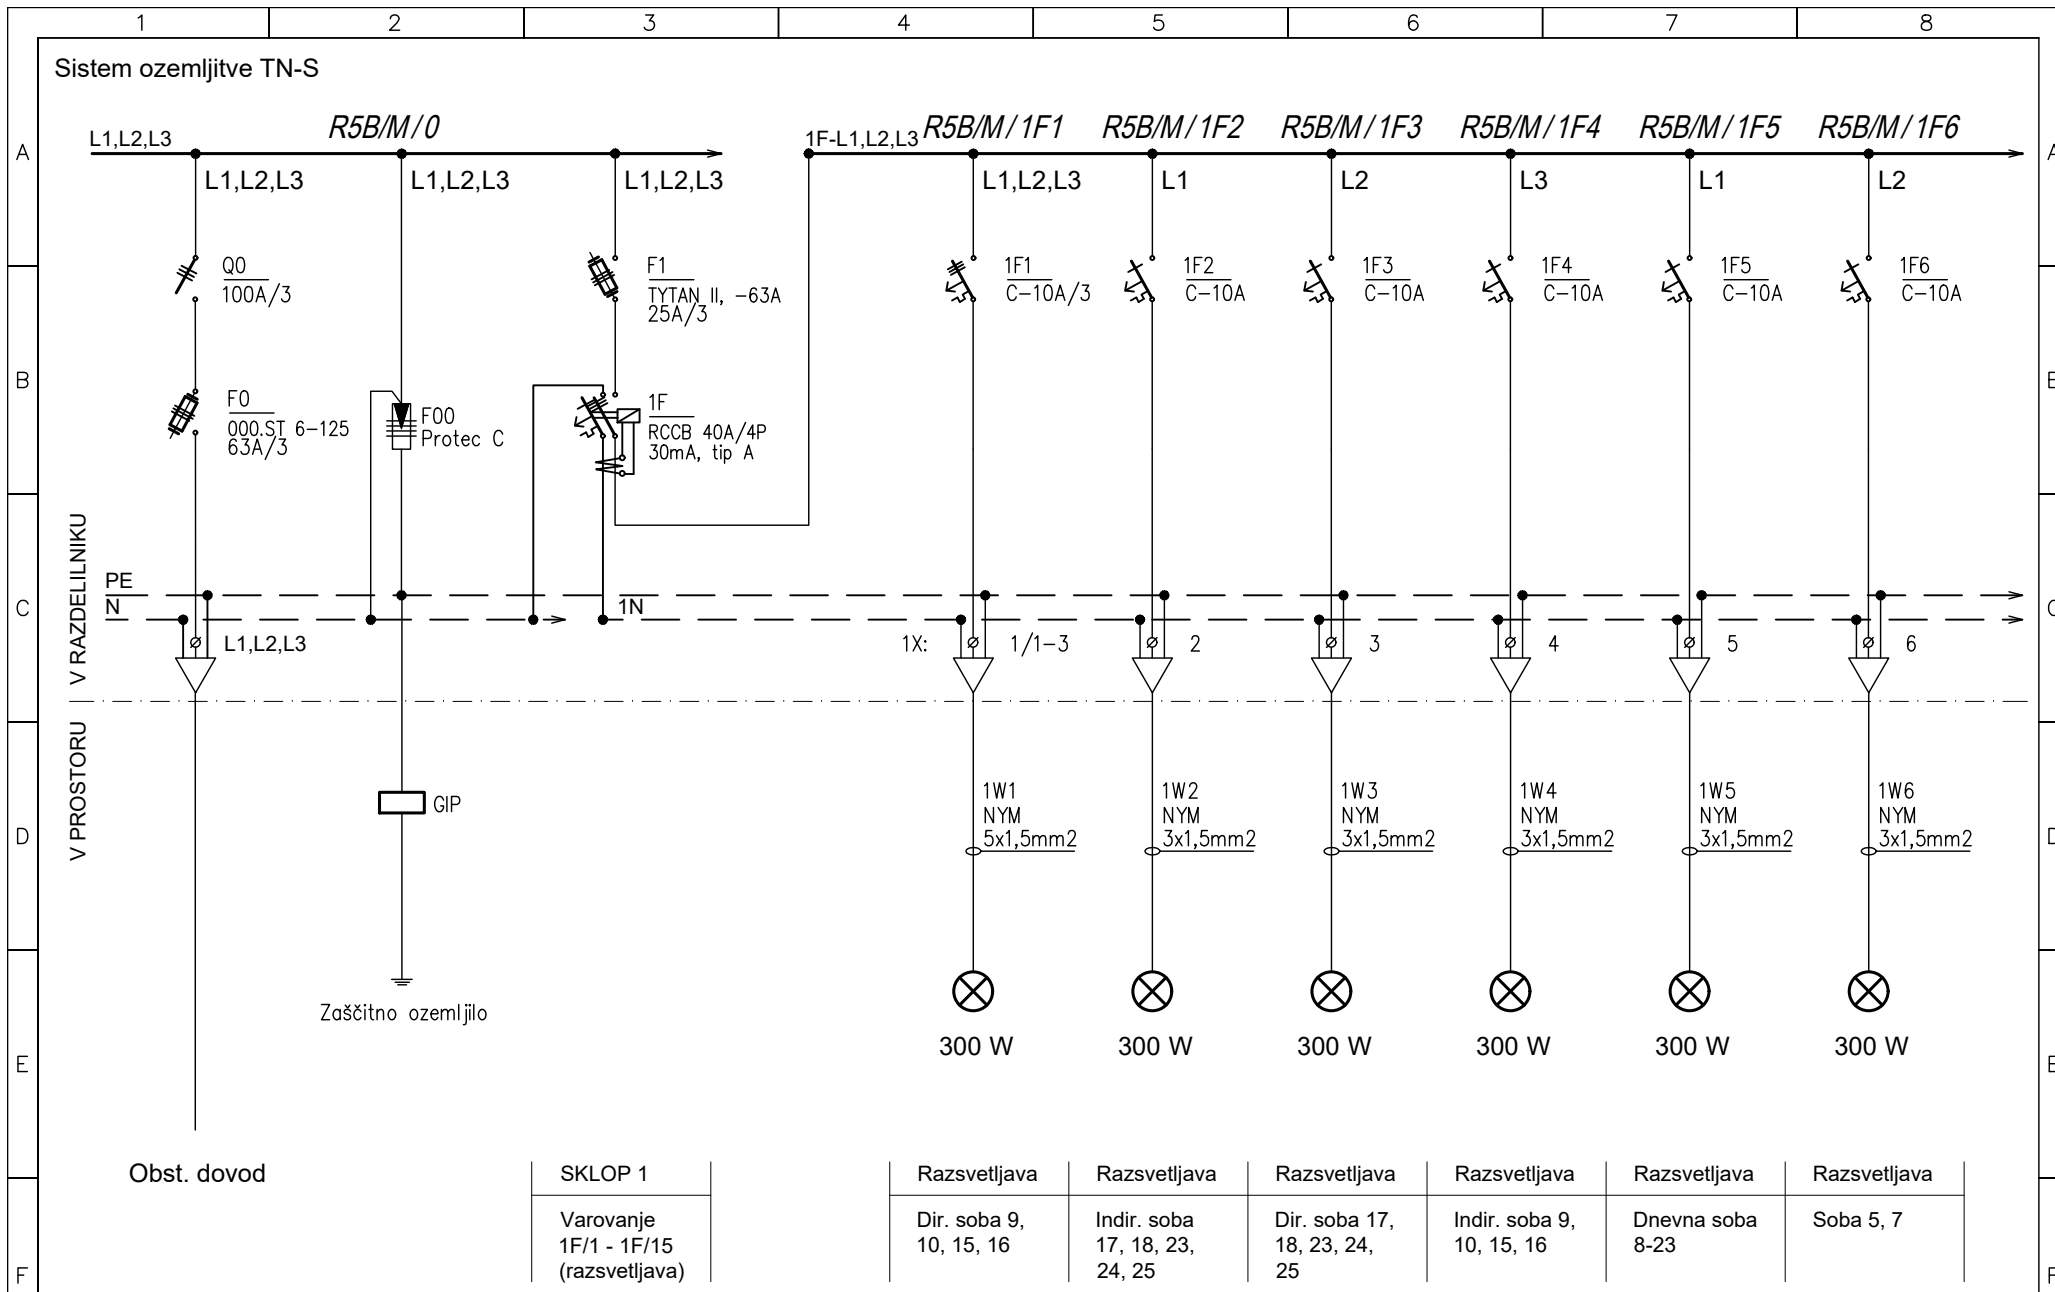 1 2 3 4 5 6 7 8
Sistem ozemljitve TN-S
A
L1,L2,L3
R5B/M/0
1F-L1,L2,L3
R5B/M/1F1
R5B/M/1F2
R5B/M/1F3
R5B/M/1F4
R5B/M/1F5
R5B/M/1F6
A
L1,L2,L3
L1,L2,L3
L1,L2,L3
L1,L2,L3
L1
L2
L3
L1
L2
Q0
100A/3
F1
TYTAN II, -63A
25A/3
1F1
C-10A/3
1F2
C-10A
1F3
C-10A
1F4
C-10A
1F5
C-10A
1F6
C-10A
B
F0
000.ST 6-125
63A/3
F00
Protec C
1F
RCCB 40A/4P
30mA, tip A
V RAZDELILNIKU
C
PE
N
1N
L1,L2,L3
1X:
1/1-3
2
3
4
5
6
V PROSTORU
D
GIP
1W1
NYM
5x1,5mm2
1W2
NYM
3x1,5mm2
1W3
NYM
3x1,5mm2
1W4
NYM
3x1,5mm2
1W5
NYM
3x1,5mm2
1W6
NYM
3x1,5mm2
Zaščitno ozemljilo
E
300 W
300 W
300 W
300 W
300 W
300 W
Obst. dovod
SKLOP 1
Varovanje
1F/1 - 1F/15
(razsvetljava)
Razsvetljava
Dir. soba 9,
10, 15, 16
Razsvetljava
Indir. soba
17, 18, 23,
24, 25
Razsvetljava
Dir. soba 17,
18, 23, 24,
25
Razsvetljava
Indir. soba 9,
10, 15, 16
Razsvetljava
Dnevna soba
8-23
Razsvetljava
Soba 5, 7
F